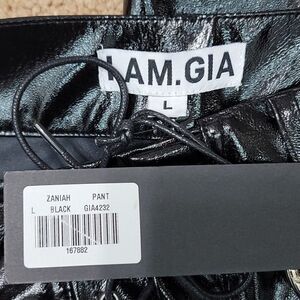 I AM.GIA
L
ZANIAH PANT
L BLACK GIA4232
167882